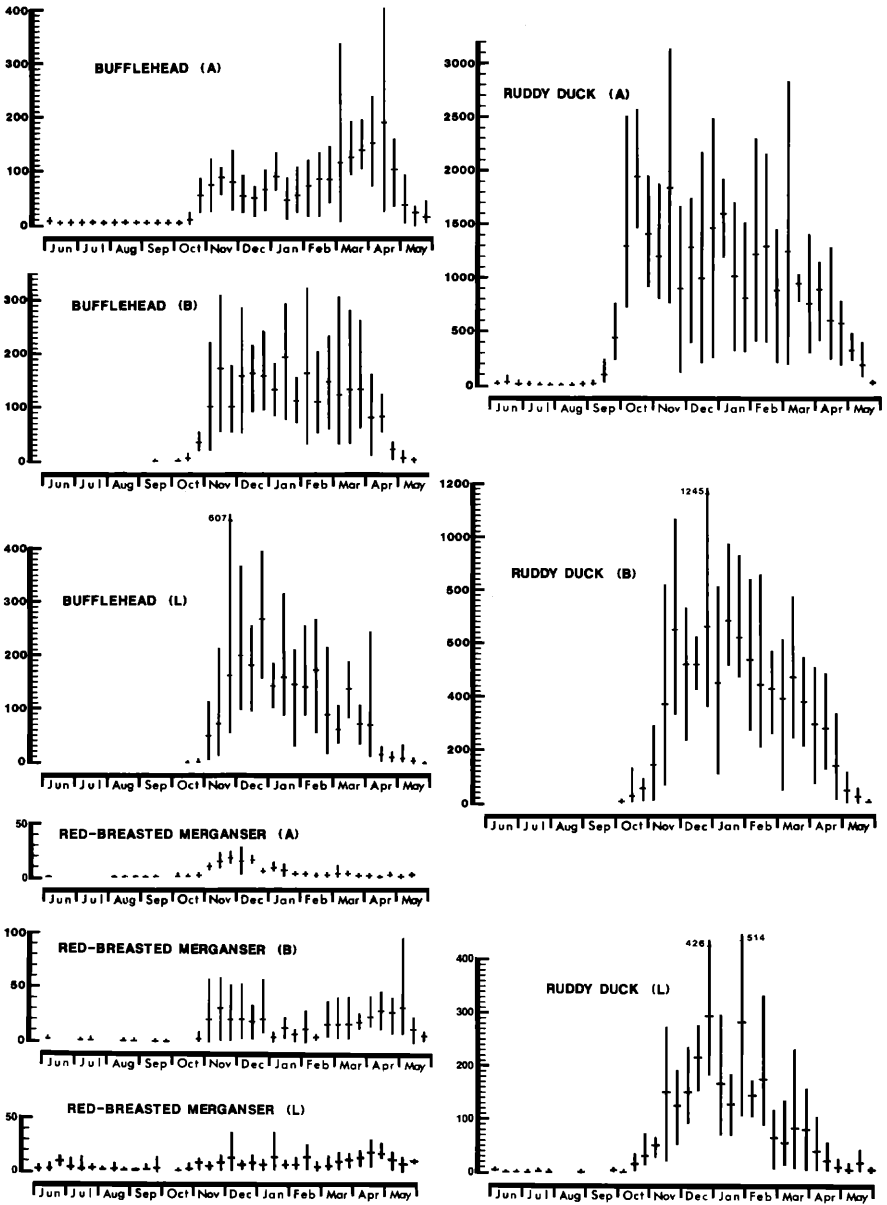 BUFFLEHEAD (A)
400
300
200
100
0
Jun Jul Aug Sep Oct Nov Dec Jan Feb Mar Apr May
BUFFLEHEAD (B)
300
200
100
0
Jun Jul Aug Sep Oct Nov Dec Jan Feb Mar Apr May
607
BUFFLEHEAD (L)
400
300
200
100
0
Jun Jul Aug Sep Oct Nov Dec Jan Feb Mar Apr May
RED-BREASTED MERGANSER (A)
50
0
Jun Jul Aug Sep Oct Nov Dec Jan Feb Mar Apr May
RED-BREASTED MERGANSER (B)
100
50
0
Jun Jul Aug Sep Oct Nov Dec Jan Feb Mar Apr May
RED-BREASTED MERGANSER (L)
50
0
Jun Jul Aug Sep Oct Nov Dec Jan Feb Mar Apr May
RUDDY DUCK (A)
3000
2500
2000
1500
1000
500
0
Jun Jul Aug Sep Oct Nov Dec Jan Feb Mar Apr May
1245
RUDDY DUCK (B)
1200
1000
800
600
400
200
0
Jun Jul Aug Sep Oct Nov Dec Jan Feb Mar Apr May
426 514
RUDDY DUCK (L)
400
300
200
100
0
Jun Jul Aug Sep Oct Nov Dec Jan Feb Mar Apr May